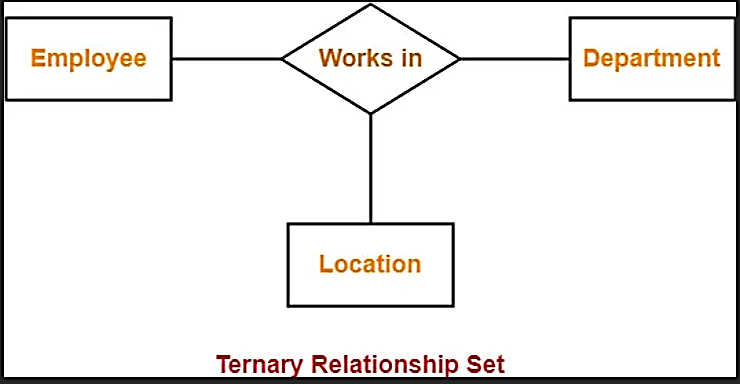 Employee
Works in
Department
Location
Ternary Relationship Set